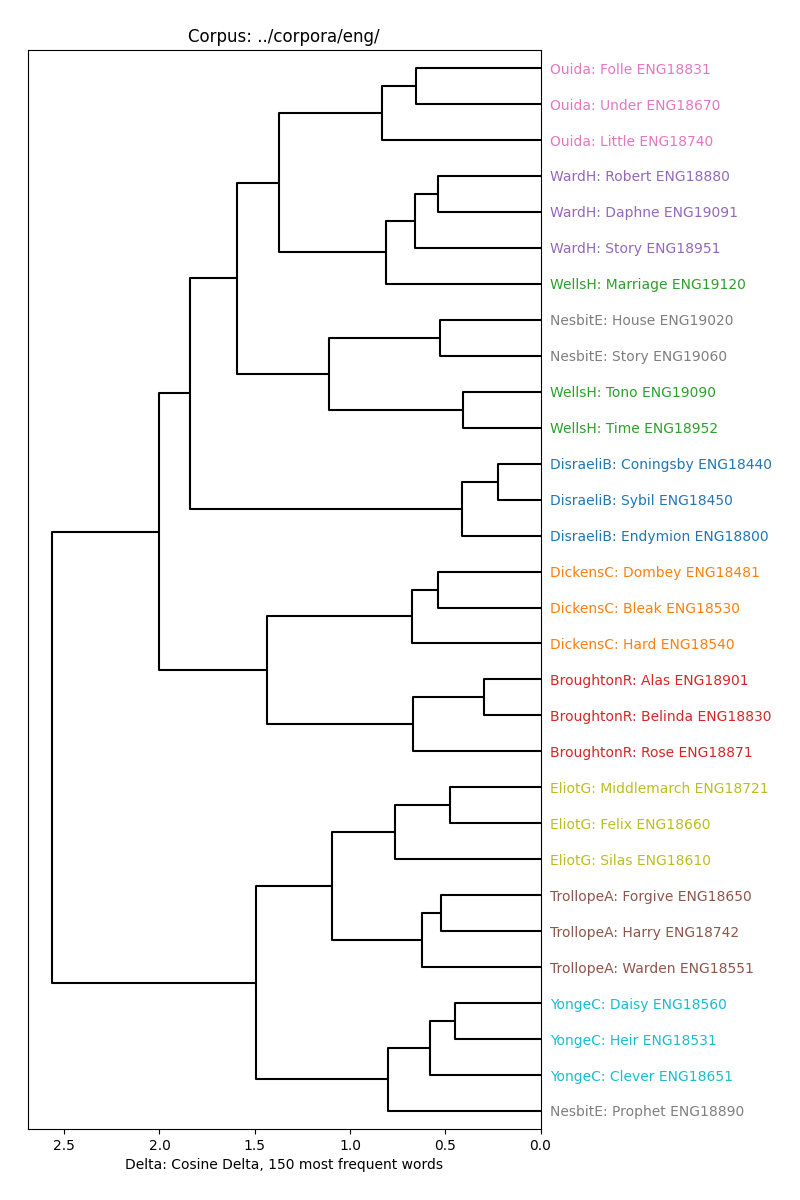 Corpus: ../corpora/eng/
Ouida: Folle ENG18831
Ouida: Under ENG18670
Ouida: Little ENG18740
WardH: Robert ENG18880
WardH: Daphne ENG19091
WardH: Story ENG18951
WellsH: Marriage ENG19120
NesbitE: House ENG19020
NesbitE: Story ENG19060
WellsH: Tono ENG19090
WellsH: Time ENG18952
DisraeliB: Coningsby ENG18440
DisraeliB: Sybil ENG18450
DisraeliB: Endymion ENG18800
DickensC: Dombey ENG18481
DickensC: Bleak ENG18530
DickensC: Hard ENG18540
BroughtonR: Alas ENG18901
BroughtonR: Belinda ENG18830
BroughtonR: Rose ENG18871
EliotG: Middlemarch ENG18721
EliotG: Felix ENG18660
EliotG: Silas ENG18610
TrollopeA: Forgive ENG18650
TrollopeA: Harry ENG18742
TrollopeA: Warden ENG18551
YongeC: Daisy ENG18560
YongeC: Heir ENG18531
YongeC: Clever ENG18651
NesbitE: Prophet ENG18890
2.5 2.0 1.5 1.0 0.5 0.0
Delta: Cosine Delta, 150 most frequent words